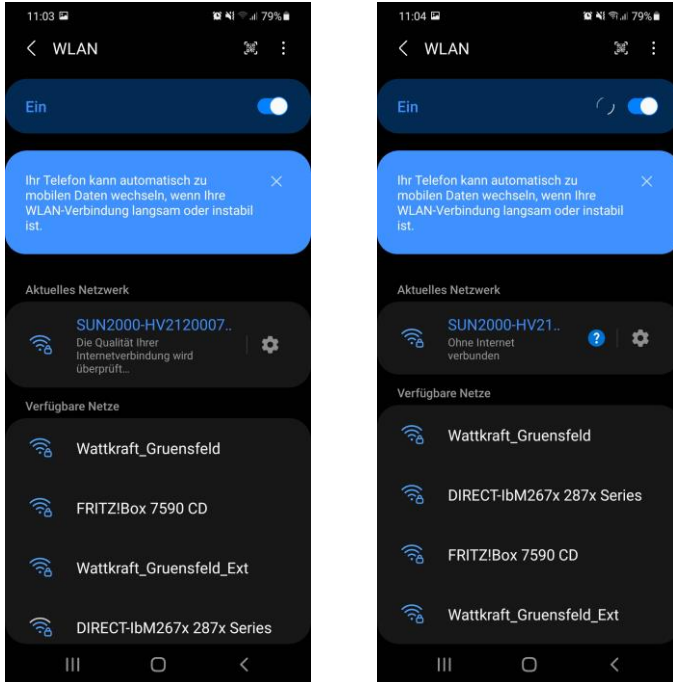 11:03
79%
WLAN
Ein
Ihr Telefon kann automatisch zu
mobilen Daten wechseln, wenn Ihre
WLAN-Verbindung langsam oder instabil
ist.
Aktuelles Netzwerk
SUN2000-HV2120007..
Die Qualität Ihrer
Internetverbindung wird
überprüft...
Verfügbare Netze
Wattkraft_Gruensfeld
FRITZ!Box 7590 CD
Wattkraft_Gruensfeld_Ext
DIRECT-IbM267x 287x Series
11:04
79%
WLAN
Ein
Ihr Telefon kann automatisch zu
mobilen Daten wechseln, wenn Ihre
WLAN-Verbindung langsam oder instabil
ist.
Aktuelles Netzwerk
SUN2000-HV21..
Ohne Internet
verbunden
?
Verfügbare Netze
Wattkraft_Gruensfeld
DIRECT-IbM267x 287x Series
FRITZ!Box 7590 CD
Wattkraft_Gruensfeld_Ext